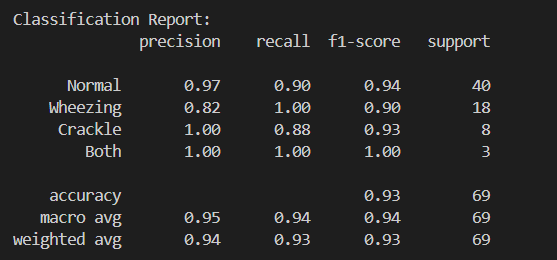 Classification Report:
precision recall f1-score support
Normal 0.97 0.90 0.94 40
Wheezing 0.82 1.00 0.90 18
Crackle 1.00 0.88 0.93 8
Both 1.00 1.00 1.00 3
accuracy 0.93 69
macro avg 0.95 0.94 0.94 69
weighted avg 0.94 0.93 0.93 69